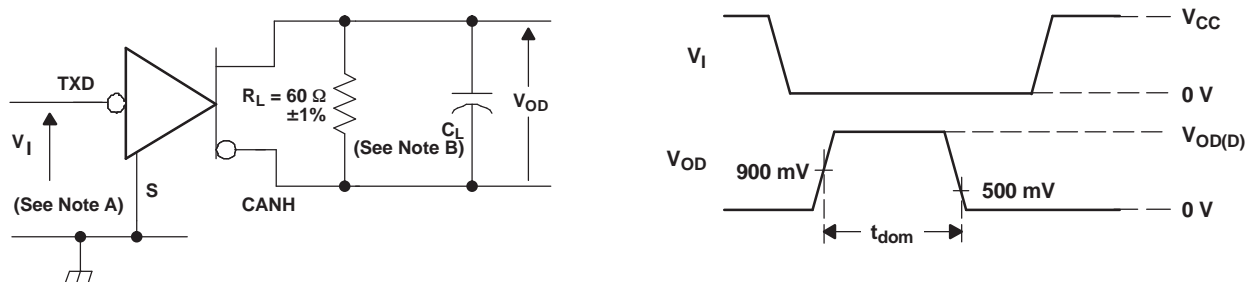 TXD
V_I
(See Note A)
S
R_L = 60 Ω
±1%
C_L
(See Note B)
V_OD
CANH
V_I
V_CC
0 V
V_OD
900 mV
V_OD(D)
500 mV
0 V
t_dom